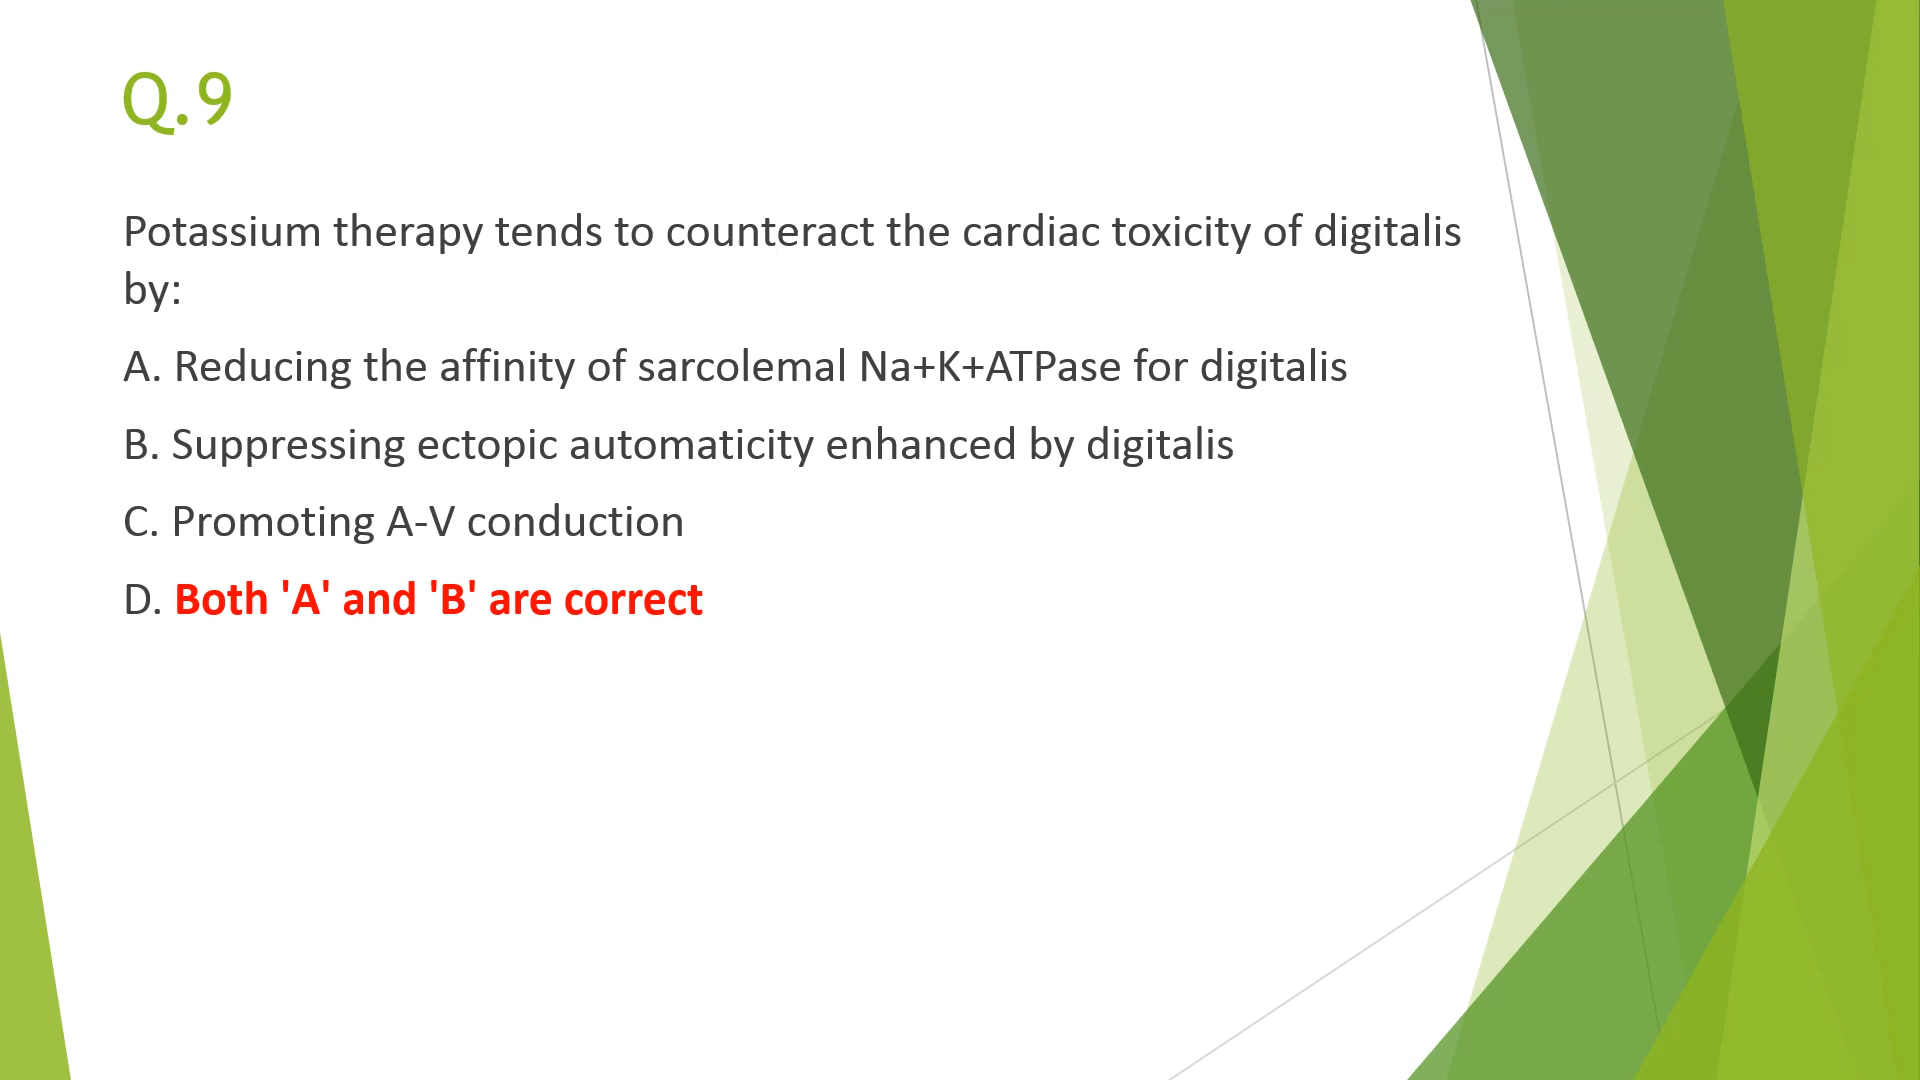 Q.9
Potassium therapy tends to counteract the cardiac toxicity of digitalis
by:
A. Reducing the affinity of sarcolemal Na+K+ATPase for digitalis
B. Suppressing ectopic automaticity enhanced by digitalis
C. Promoting A-V conduction
D. Both 'A' and 'B' are correct